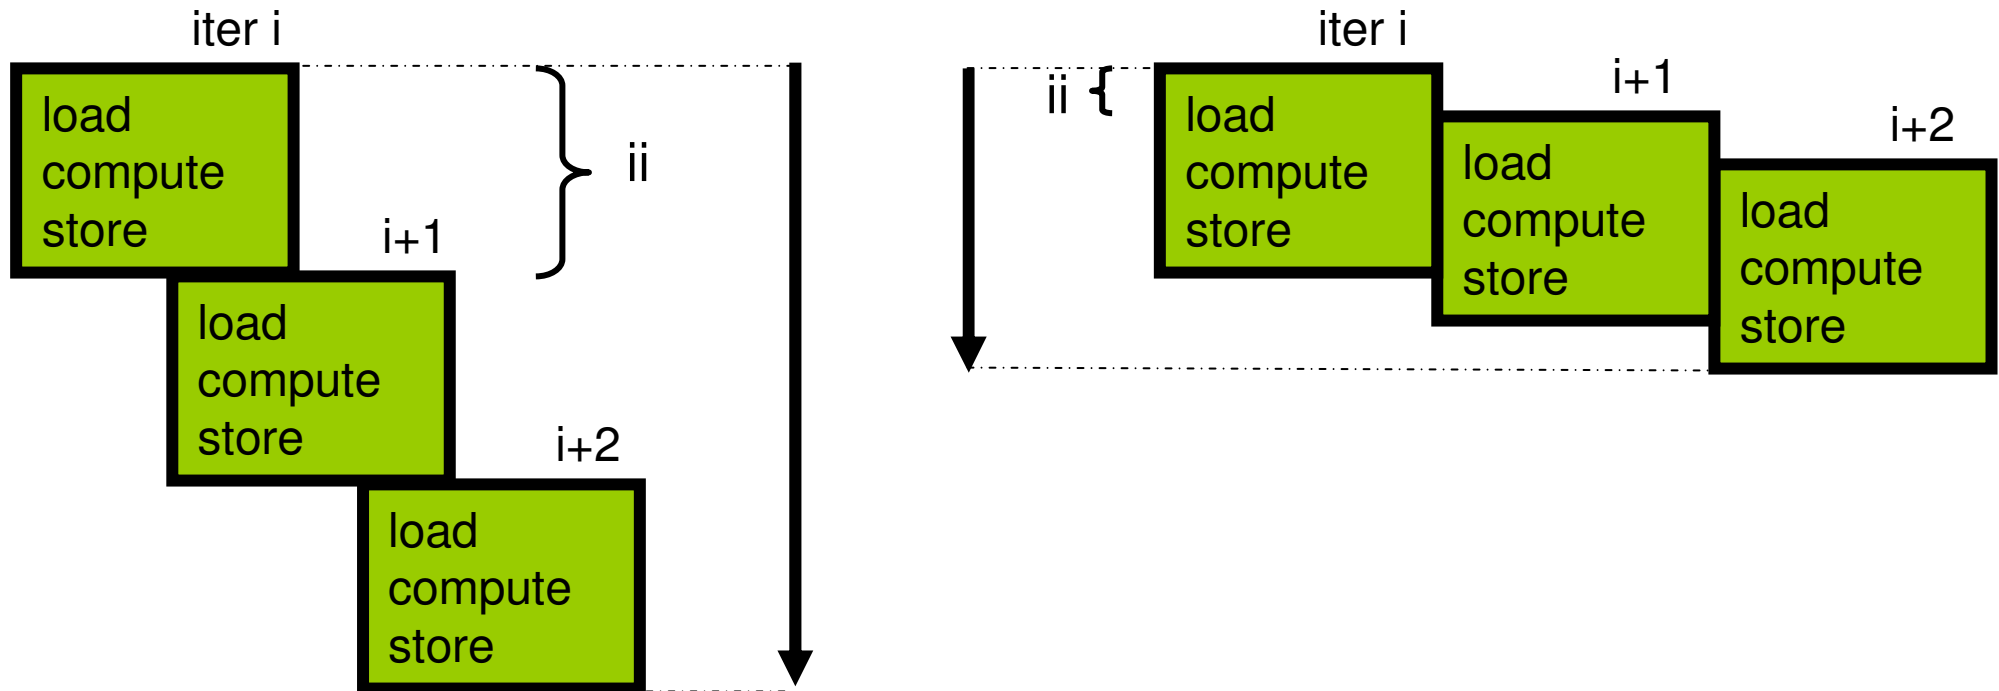 iter i
load
compute
store
ii
i+1
load
compute
store
i+2
load
compute
store
iter i
ii
load
compute
store
i+1
load
compute
store
i+2
load
compute
store